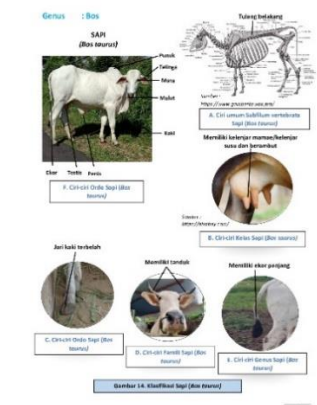 Genus : Bos
SAPI
(Bos taurus)
Punuk
Telinga
Mata
Mulut
Kaki
Ekor Testis Penis
F. Ciri-ciri Ordo Sapi (Bos
taurus)
Tulang belakang
Sumber :
A. Ciri umum Subfilum vertebrata
Sapi (Bos taurus)
Memiliki kelenjar mamae/kelenjar
susu dan berambut
Sumber :
B. Ciri-ciri Kelas Sapi (Bos taurus)
Jari kaki terbelah
C. Ciri-ciri Ordo Sapi (Bos
taurus)
Memiliki tanduk
D. Ciri-ciri Famili Sapi (Bos
taurus)
Memiliki ekor panjang
E. Ciri ciri Genus Sapi (Bos
taurus)
Gambar 14. Klasifikasi Sapi (Bos taurus)